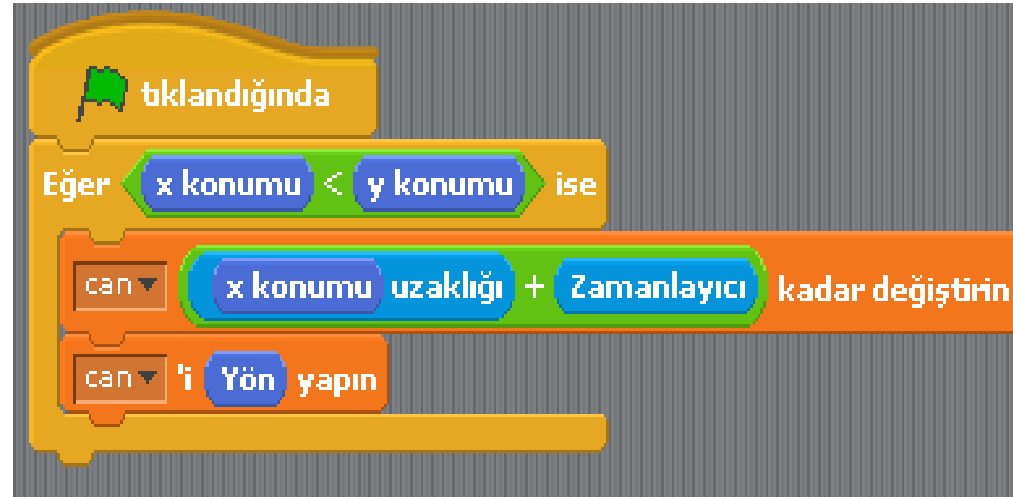 tıklandığında
Eğer x konumu < y konumu ise
can x konumu uzaklığı + Zamanlayıcı kadar değiştirin
can 'i Yön yapın